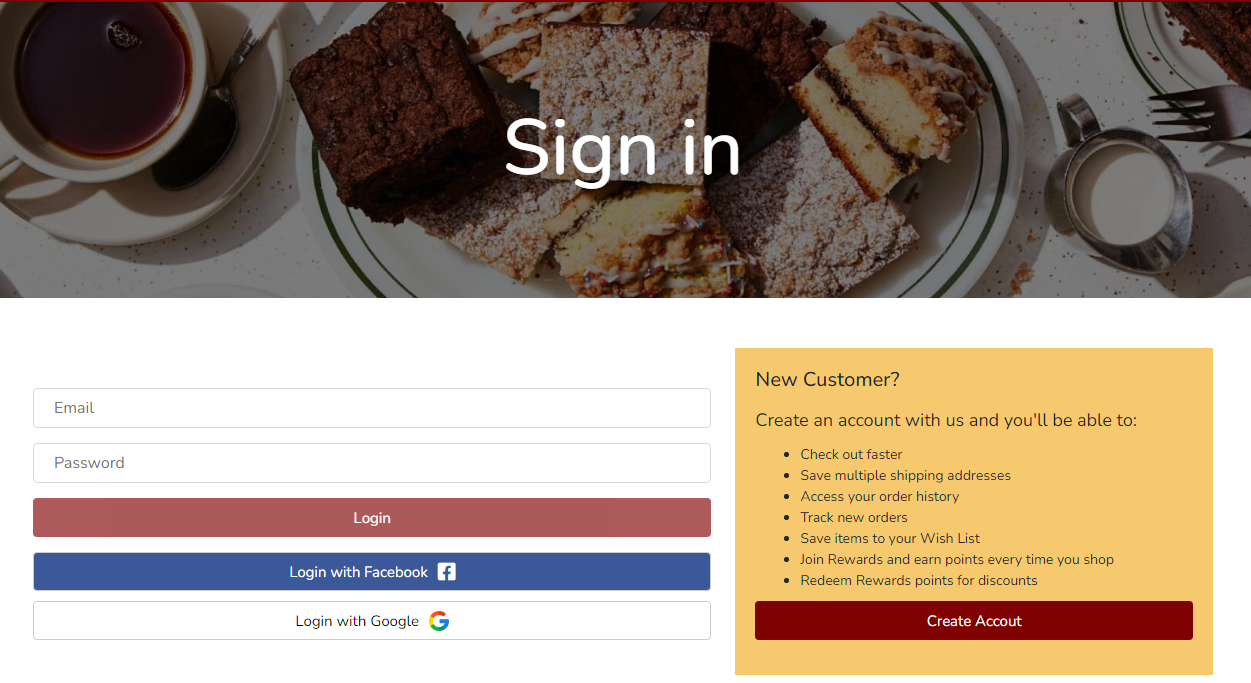 Sign in
Email
Password
Login
Login with Facebook
Login with Google
New Customer?
Create an account with us and you'll be able to:
Check out faster
Save multiple shipping addresses
Access your order history
Track new orders
Save items to your Wish List
Join Rewards and earn points every time you shop
Redeem Rewards points for discounts
Create Accout